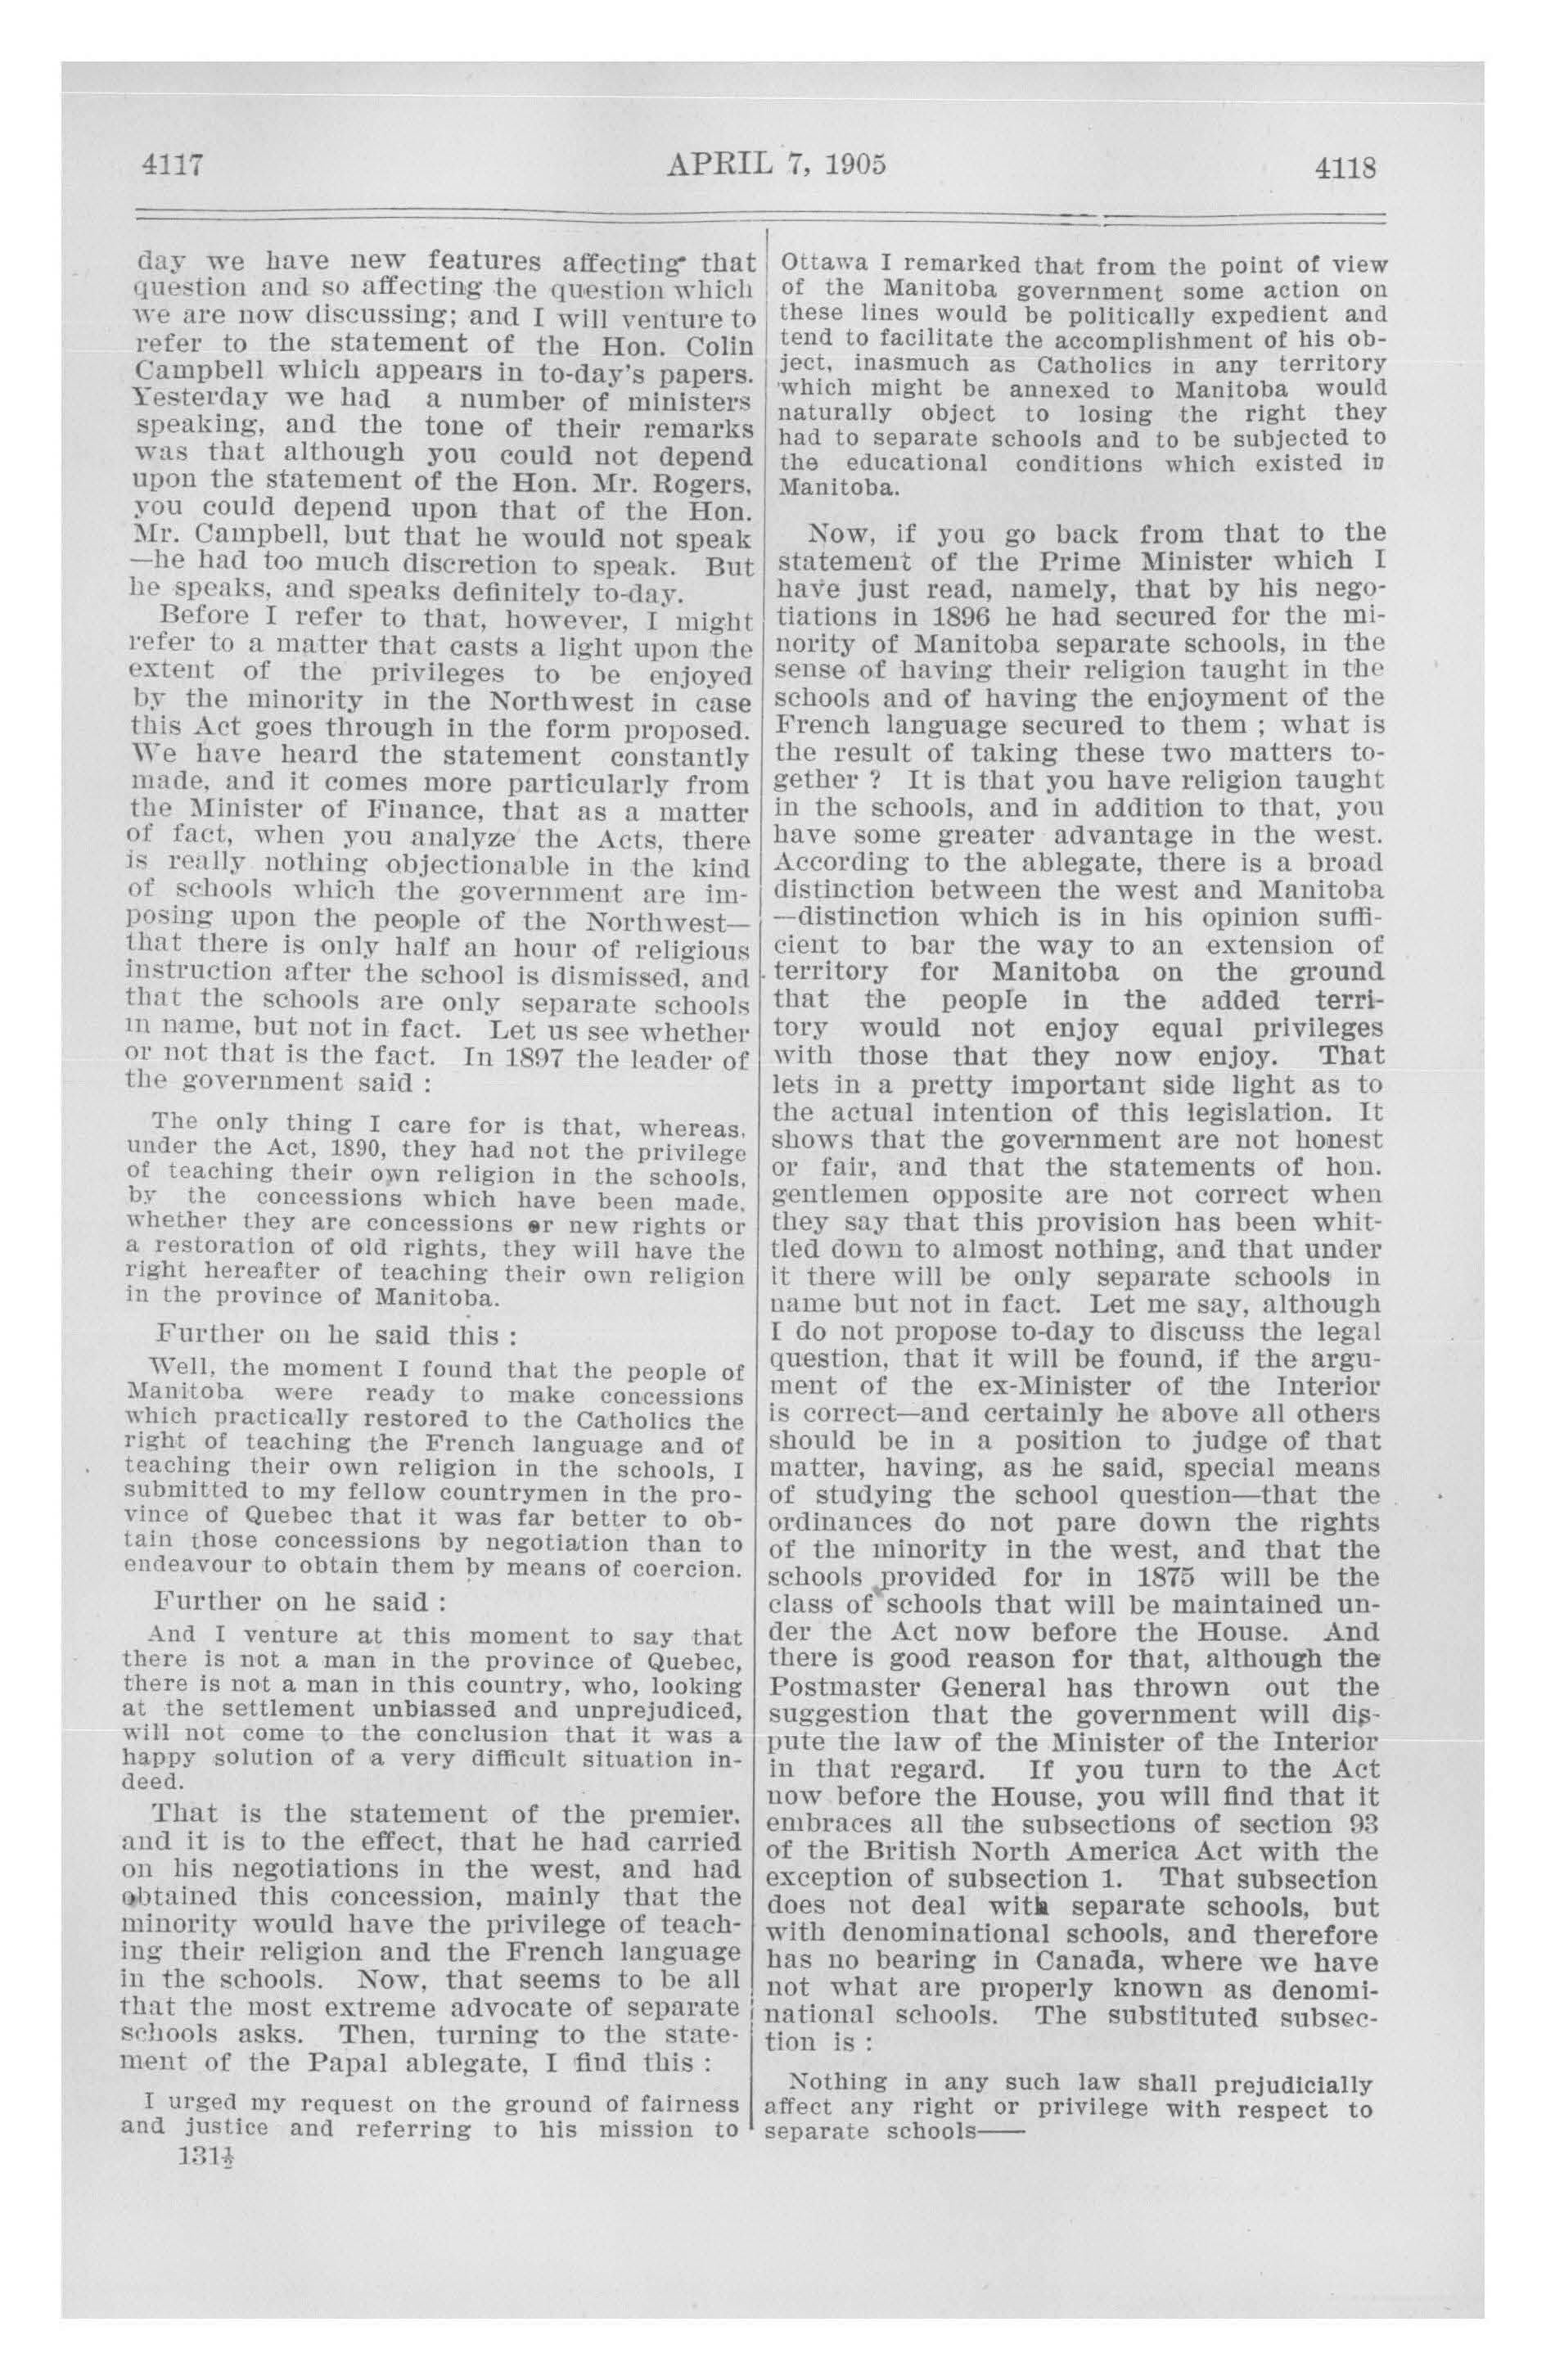 4117
APRIL 7, 1905
4118
day we have new features affecting that
question and so affecting the question which
we are now discussing; and I will venture to
refer to the statement of the Hon. Colin
Campbell which appears in to-day's papers.
Yesterday we had a number of ministers
speaking, and the tone of their remarks
was that although you could not depend
upon the statement of the Hon. Mr. Rogers,
you could depend upon that of the Hon.
Mr. Campbell, but that he would not speak
—he had too much discretion to speak. But
he speaks, and speaks definitely to-day.
Before I refer to that, however, I might
refer to a matter that casts a light upon the
extent of the privileges to be enjoyed
by the minority in the Northwest in case
this Act goes through in the form proposed.
We have heard the statement constantly
made, and it comes more particularly from
the Minister of Finance, that as a matter
of fact, when you analyze the Acts, there
is really nothing objectionable in the kind
of schools which the government are im-
posing upon the people of the Northwest—
that there is only half an hour of religious
instruction after the school is dismissed, and
that the schools are only separate schools
in name, but not in fact. Let us see whether
or not that is the fact. In 1897 the leader of
the government said :
The only thing I care for is that, whereas,
under the Act, 1890, they had not the privilege
of teaching their own religion in the schools,
by the concessions which have been made,
whether they are concessions or new rights or
a restoration of old rights, they will have the
right hereafter of teaching their own religion
in the province of Manitoba.
Further on he said this :
Well, the moment I found that the people of
Manitoba were ready to make concessions
which practically restored to the Catholics the
right of teaching the French language and of
teaching their own religion in the schools, I
submitted to my fellow countrymen in the pro-
vince of Quebec that it was far better to ob-
tain those concessions by negotiation than to
endeavour to obtain them by means of coercion.
Further on he said :
And I venture at this moment to say that
there is not a man in the province of Quebec,
there is not a man in this country, who, looking
at the settlement unbiassed and unprejudiced,
will not come to the conclusion that it was a
happy solution of a very difficult situation in-
deed.
That is the statement of the premier,
and it is to the effect, that he had carried
on his negotiations in the west, and had
obtained this concession, mainly that the
minority would have the privilege of teach-
ing their religion and the French language
in the schools. Now, that seems to be all
that the most extreme advocate of separate
schools asks. Then, turning to the state-
ment of the Papal ablegate, I find this :
I urged my request on the ground of fairness
and justice and referring to his mission to
131½
Ottawa I remarked that from the point of view
of the Manitoba government some action on
these lines would be politically expedient and
tend to facilitate the accomplishment of his ob-
ject, inasmuch as Catholics in any territory
which might be annexed to Manitoba would
naturally object to losing the right they
had to separate schools and to be subjected to
the educational conditions which existed in
Manitoba.
Now, if you go back from that to the
statement of the Prime Minister which I
have just read, namely, that by his nego-
tiations in 1896 he had secured for the mi-
nority of Manitoba separate schools, in the
sense of having their religion taught in the
schools and of having the enjoyment of the
French language secured to them ; what is
the result of taking these two matters to-
gether ? It is that you have religion taught
in the schools, and in addition to that, you
have some greater advantage in the west.
According to the ablegate, there is a broad
distinction between the west and Manitoba
—distinction which is in his opinion suffi-
cient to bar the way to an extension of
territory for Manitoba on the ground
that the people in the added terri-
tory would not enjoy equal privileges
with those that they now enjoy. That
lets in a pretty important side light as to
the actual intention of this legislation. It
shows that the government are not honest
or fair, and that the statements of hon.
gentlemen opposite are not correct when
they say that this provision has been whit-
tled down to almost nothing, and that under
it there will be only separate schools in
name but not in fact. Let me say, although
I do not propose to-day to discuss the legal
question, that it will be found, if the argu-
ment of the ex-Minister of the Interior
is correct—and certainly he above all others
should be in a position to judge of that
matter, having, as he said, special means
of studying the school question—that the
ordinances do not pare down the rights
of the minority in the west, and that the
schools provided for in 1875 will be the
class of schools that will be maintained un-
der the Act now before the House. And
there is good reason for that, although the
Postmaster General has thrown out the
suggestion that the government will dis-
pute the law of the Minister of the Interior
in that regard. If you turn to the Act
now before the House, you will find that it
embraces all the subsections of section 93
of the British North America Act with the
exception of subsection 1. That subsection
does not deal with separate schools, but
with denominational schools, and therefore
has no bearing in Canada, where we have
not what are properly known as denomi-
national schools. The substituted subsec-
tion is :
Nothing in any such law shall prejudicially
affect any right or privilege with respect to
separate schools——